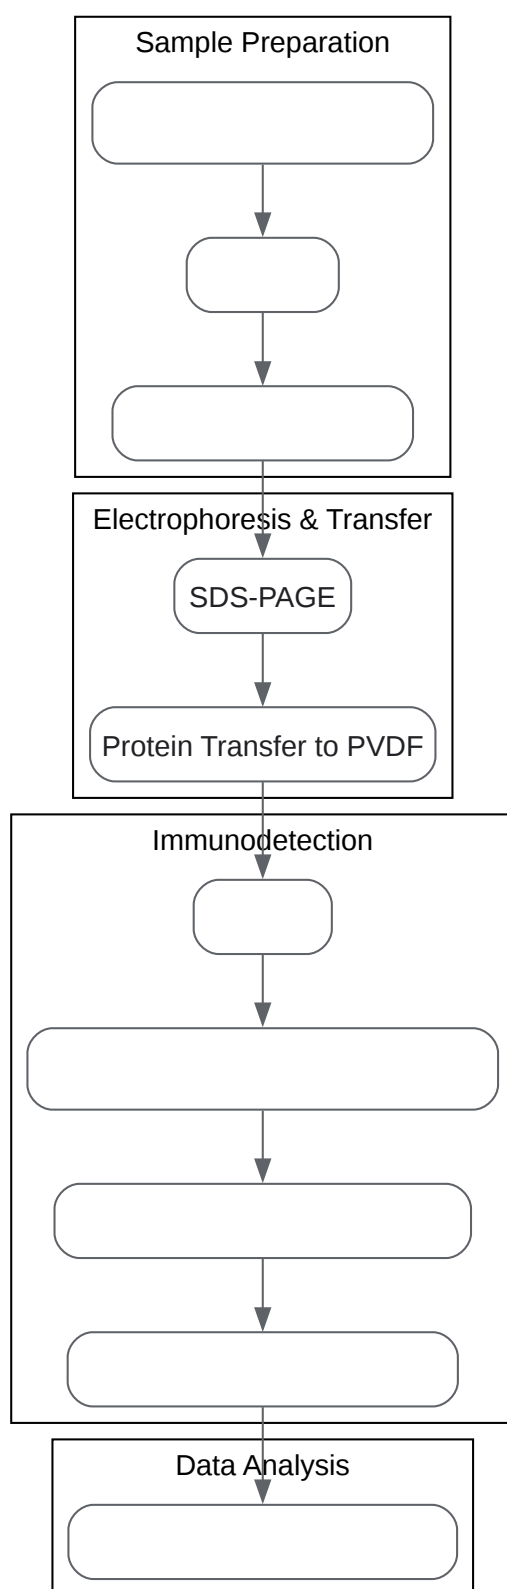 Sample Preparation
Electrophoresis & Transfer
SDS-PAGE
Protein Transfer to PVDF
Immunodetection
Data Analysis